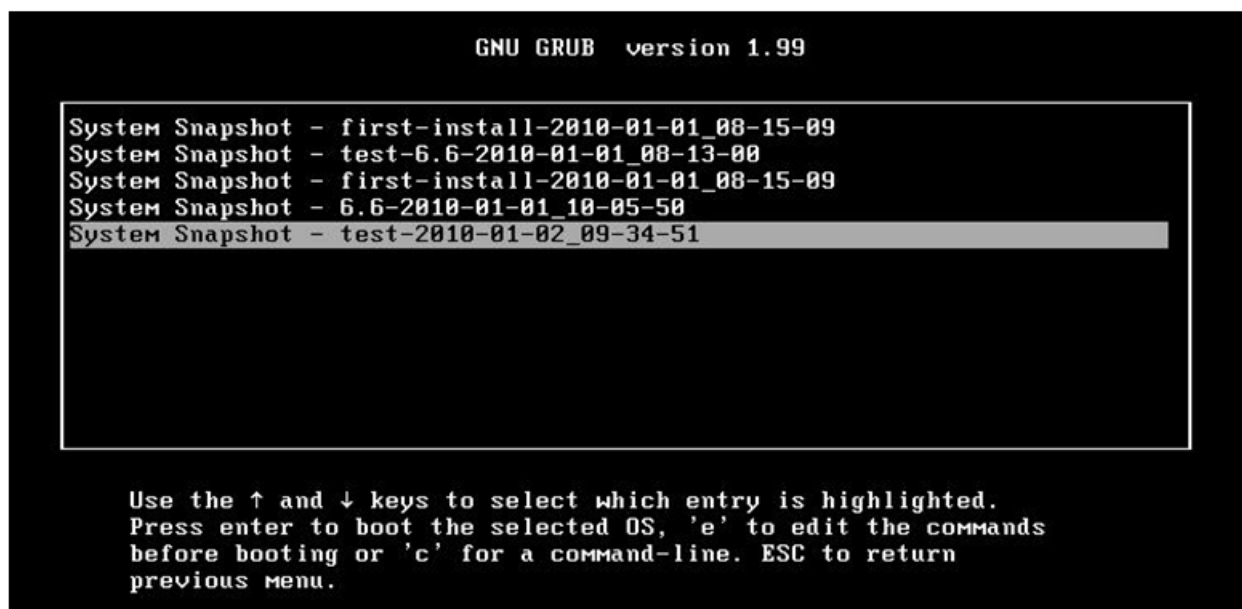 GNU GRUB  version 1.99
System Snapshot - first-install-2010-01-01_08-15-09
System Snapshot - test-6.6-2010-01-01_08-13-00
System Snapshot - first-install-2010-01-01_08-15-09
System Snapshot - 6.6-2010-01-01_10-05-50
System Snapshot - test-2010-01-02_09-34-51
Use the ↑ and ↓ keys to select which entry is highlighted.
Press enter to boot the selected OS, 'e' to edit the commands
before booting or 'c' for a command-line. ESC to return
previous menu.